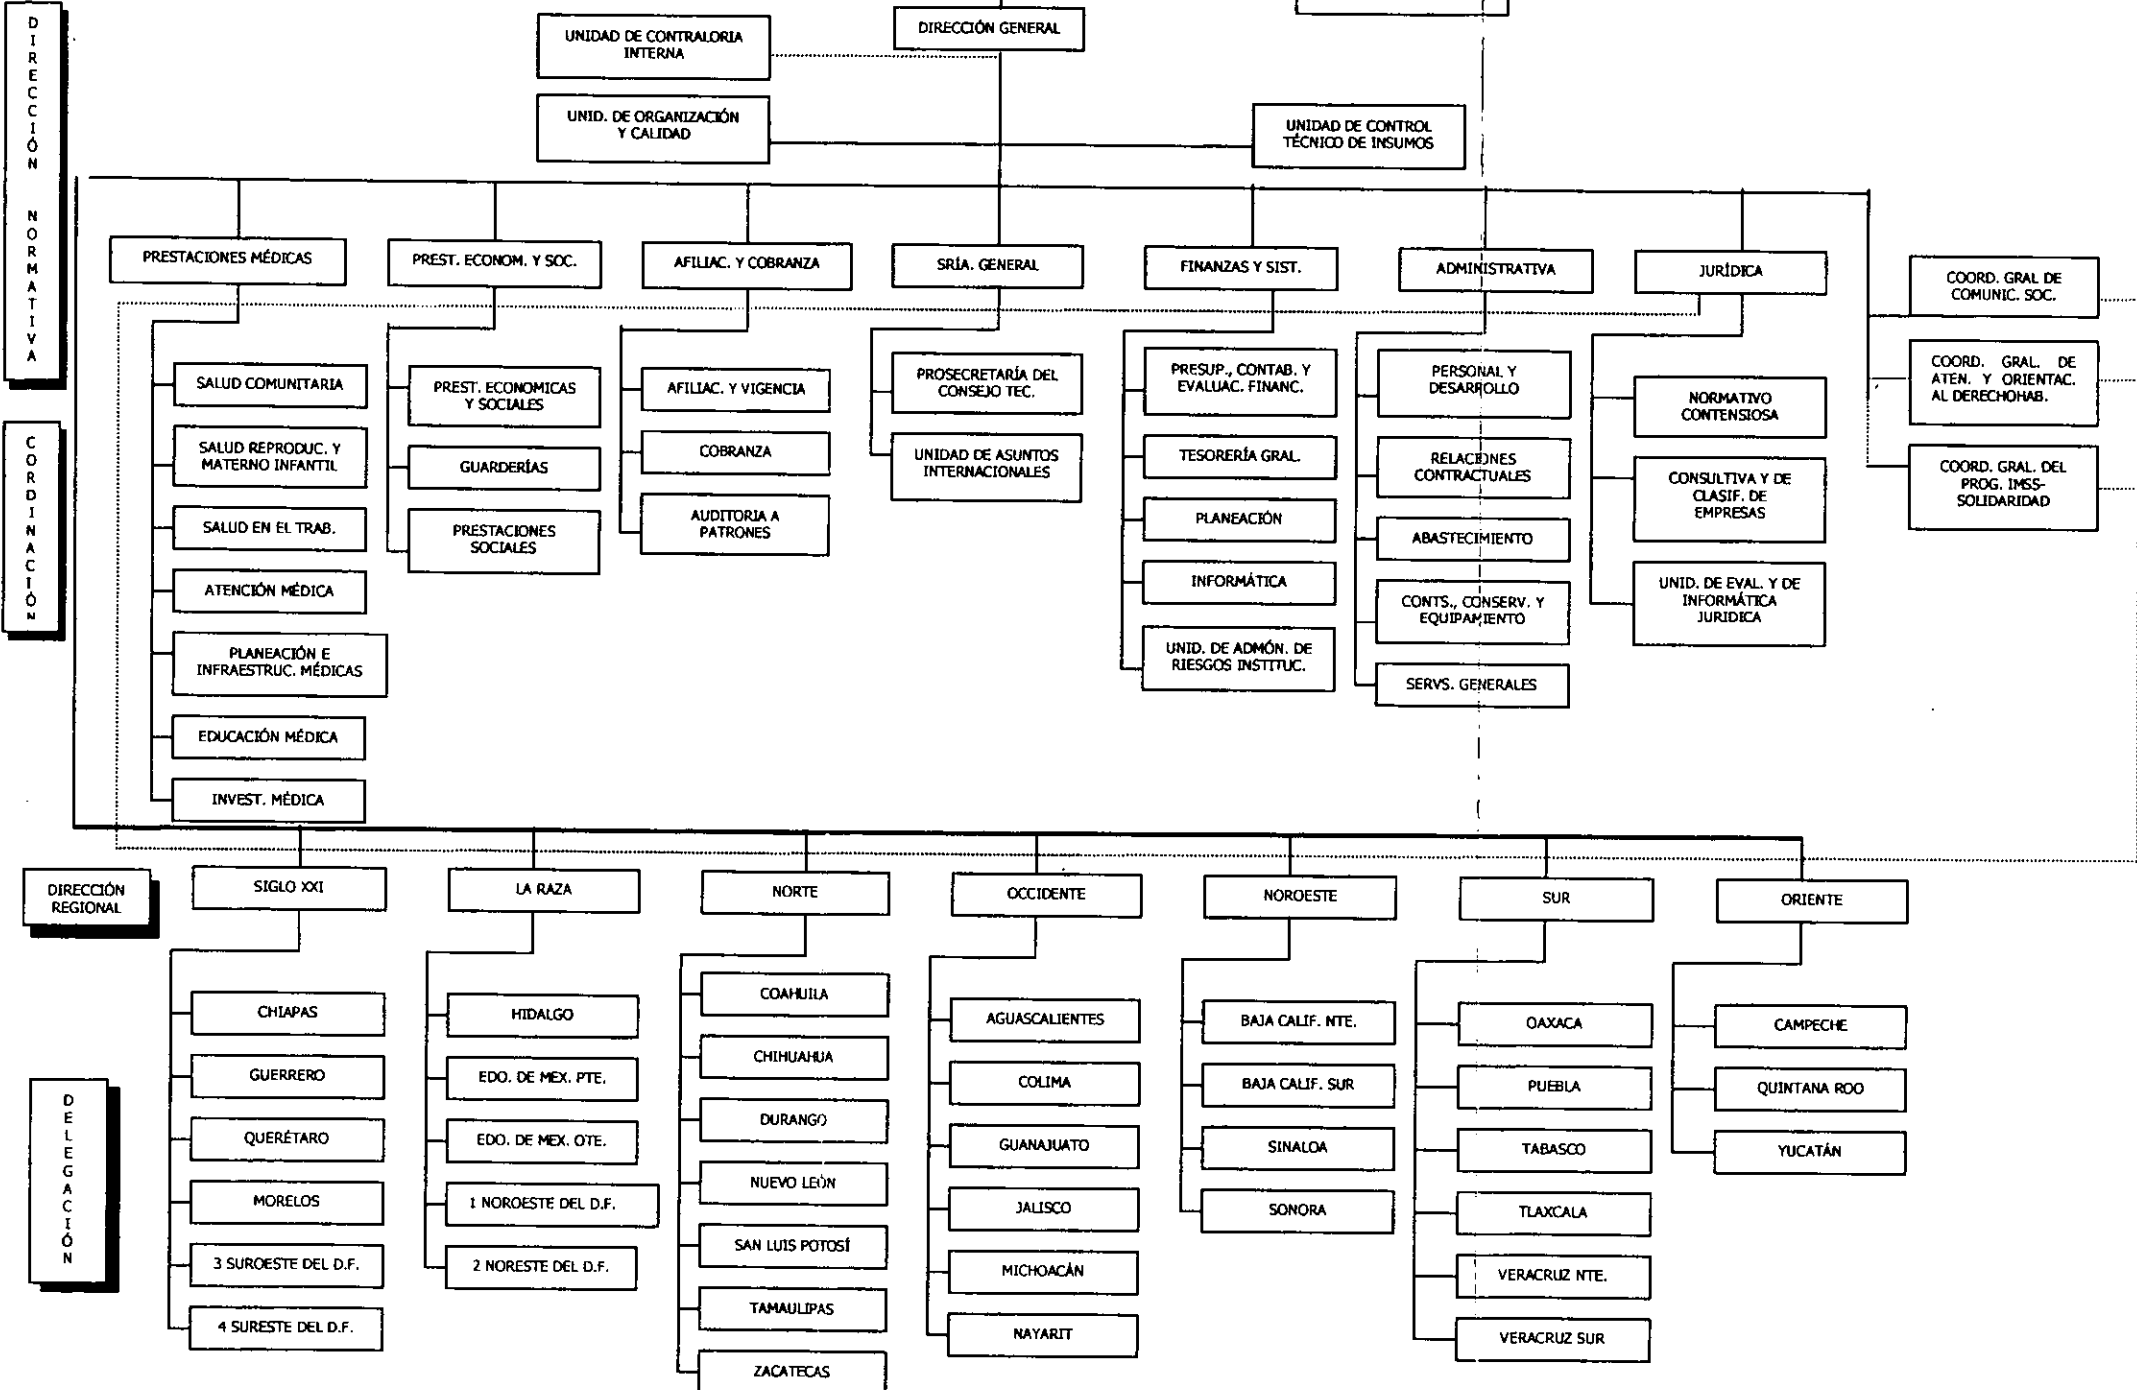 DIRECCIÓN NORMATIVA
UNIDAD DE CONTRALORIA
INTERNA
DIRECCIÓN GENERAL
UNID. DE ORGANIZACIÓN
Y CALIDAD
UNIDAD DE CONTROL
TÉCNICO DE INSUMOS
PRESTACIONES MÉDICAS
PREST. ECONOM. Y SOC.
AFILIAC. Y COBRANZA
SRÍA. GENERAL
FINANZAS Y SIST.
ADMINISTRATIVA
JURÍDICA
COORD. GRAL DE
COMUNIC. SOC.
COORD. GRAL. DE
ATEN. Y ORIENTAC.
AL DERECHOHAB.
COORD. GRAL. DEL
PROG. IMSS-
SOLIDARIDAD
CORDINACIÓN
SALUD COMUNITARIA
SALUD REPRODUC. Y
MATERNO INFANTIL
SALUD EN EL TRAB.
ATENCIÓN MÉDICA
PLANEACIÓN E
INFRAESTRUC. MÉDICAS
EDUCACIÓN MÉDICA
INVEST. MÉDICA
PREST. ECONOMICAS
Y SOCIALES
GUARDERÍAS
PRESTACIONES
SOCIALES
AFILIAC. Y VIGENCIA
COBRANZA
AUDITORIA A
PATRONES
PROSECRETARÍA DEL
CONSEJO TEC.
UNIDAD DE ASUNTOS
INTERNACIONALES
PRESUP., CONTAB. Y
EVALUAC. FINANC.
TESORERÍA GRAL.
PLANEACIÓN
INFORMÁTICA
UNID. DE ADMÓN. DE
RIESGOS INSTITUC.
PERSONAL Y
DESARROLLO
RELACIONES
CONTRACTUALES
ABASTECIMIENTO
CONTS., CONSERV. Y
EQUIPAMIENTO
SERVS. GENERALES
NORMATIVO
CONTENSIOSA
CONSULTIVA Y DE
CLASIF. DE
EMPRESAS
UNID. DE EVAL. Y DE
INFORMÁTICA
JURIDICA
DIRECCIÓN
REGIONAL
SIGLO XXI
LA RAZA
NORTE
OCCIDENTE
NOROESTE
SUR
ORIENTE
DELEGACIÓN
CHIAPAS
GUERRERO
QUERÉTARO
MORELOS
3 SUROESTE DEL D.F.
4 SURESTE DEL D.F.
HIDALGO
EDO. DE MEX. PTE.
EDO. DE MEX. OTE.
1 NOROESTE DEL D.F.
2 NORESTE DEL D.F.
COAHUILA
CHIHUAHUA
DURANGO
NUEVO LEÓN
SAN LUIS POTOSÍ
TAMAULIPAS
ZACATECAS
AGUASCALIENTES
COLIMA
GUANAJUATO
JALISCO
MICHOACÁN
NAYARIT
BAJA CALIF. NTE.
BAJA CALIF. SUR
SINALOA
SONORA
OAXACA
PUEBLA
TABASCO
TLAXCALA
VERACRUZ NTE.
VERACRUZ SUR
CAMPECHE
QUINTANA ROO
YUCATÁN